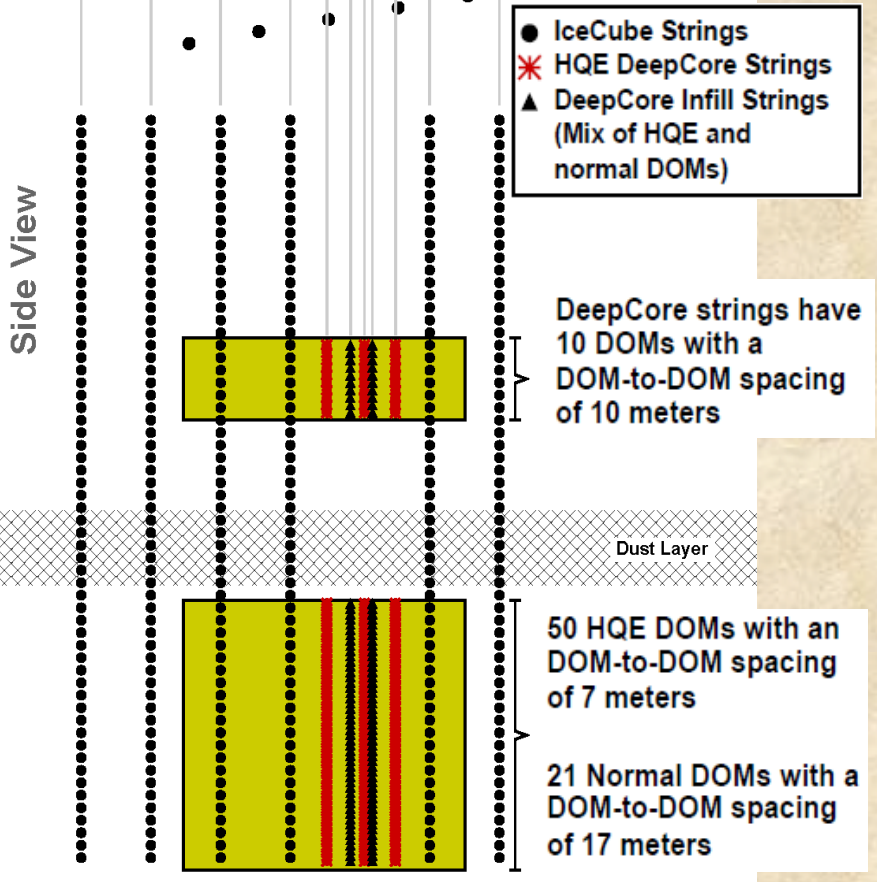 IceCube Strings
HQE DeepCore Strings
DeepCore Infill Strings
(Mix of HQE and
normal DOMs)
Side View
DeepCore strings have
10 DOMs with a
DOM-to-DOM spacing
of 10 meters
Dust Layer
50 HQE DOMs with an
DOM-to-DOM spacing
of 7 meters
21 Normal DOMs with a
DOM-to-DOM spacing
of 17 meters